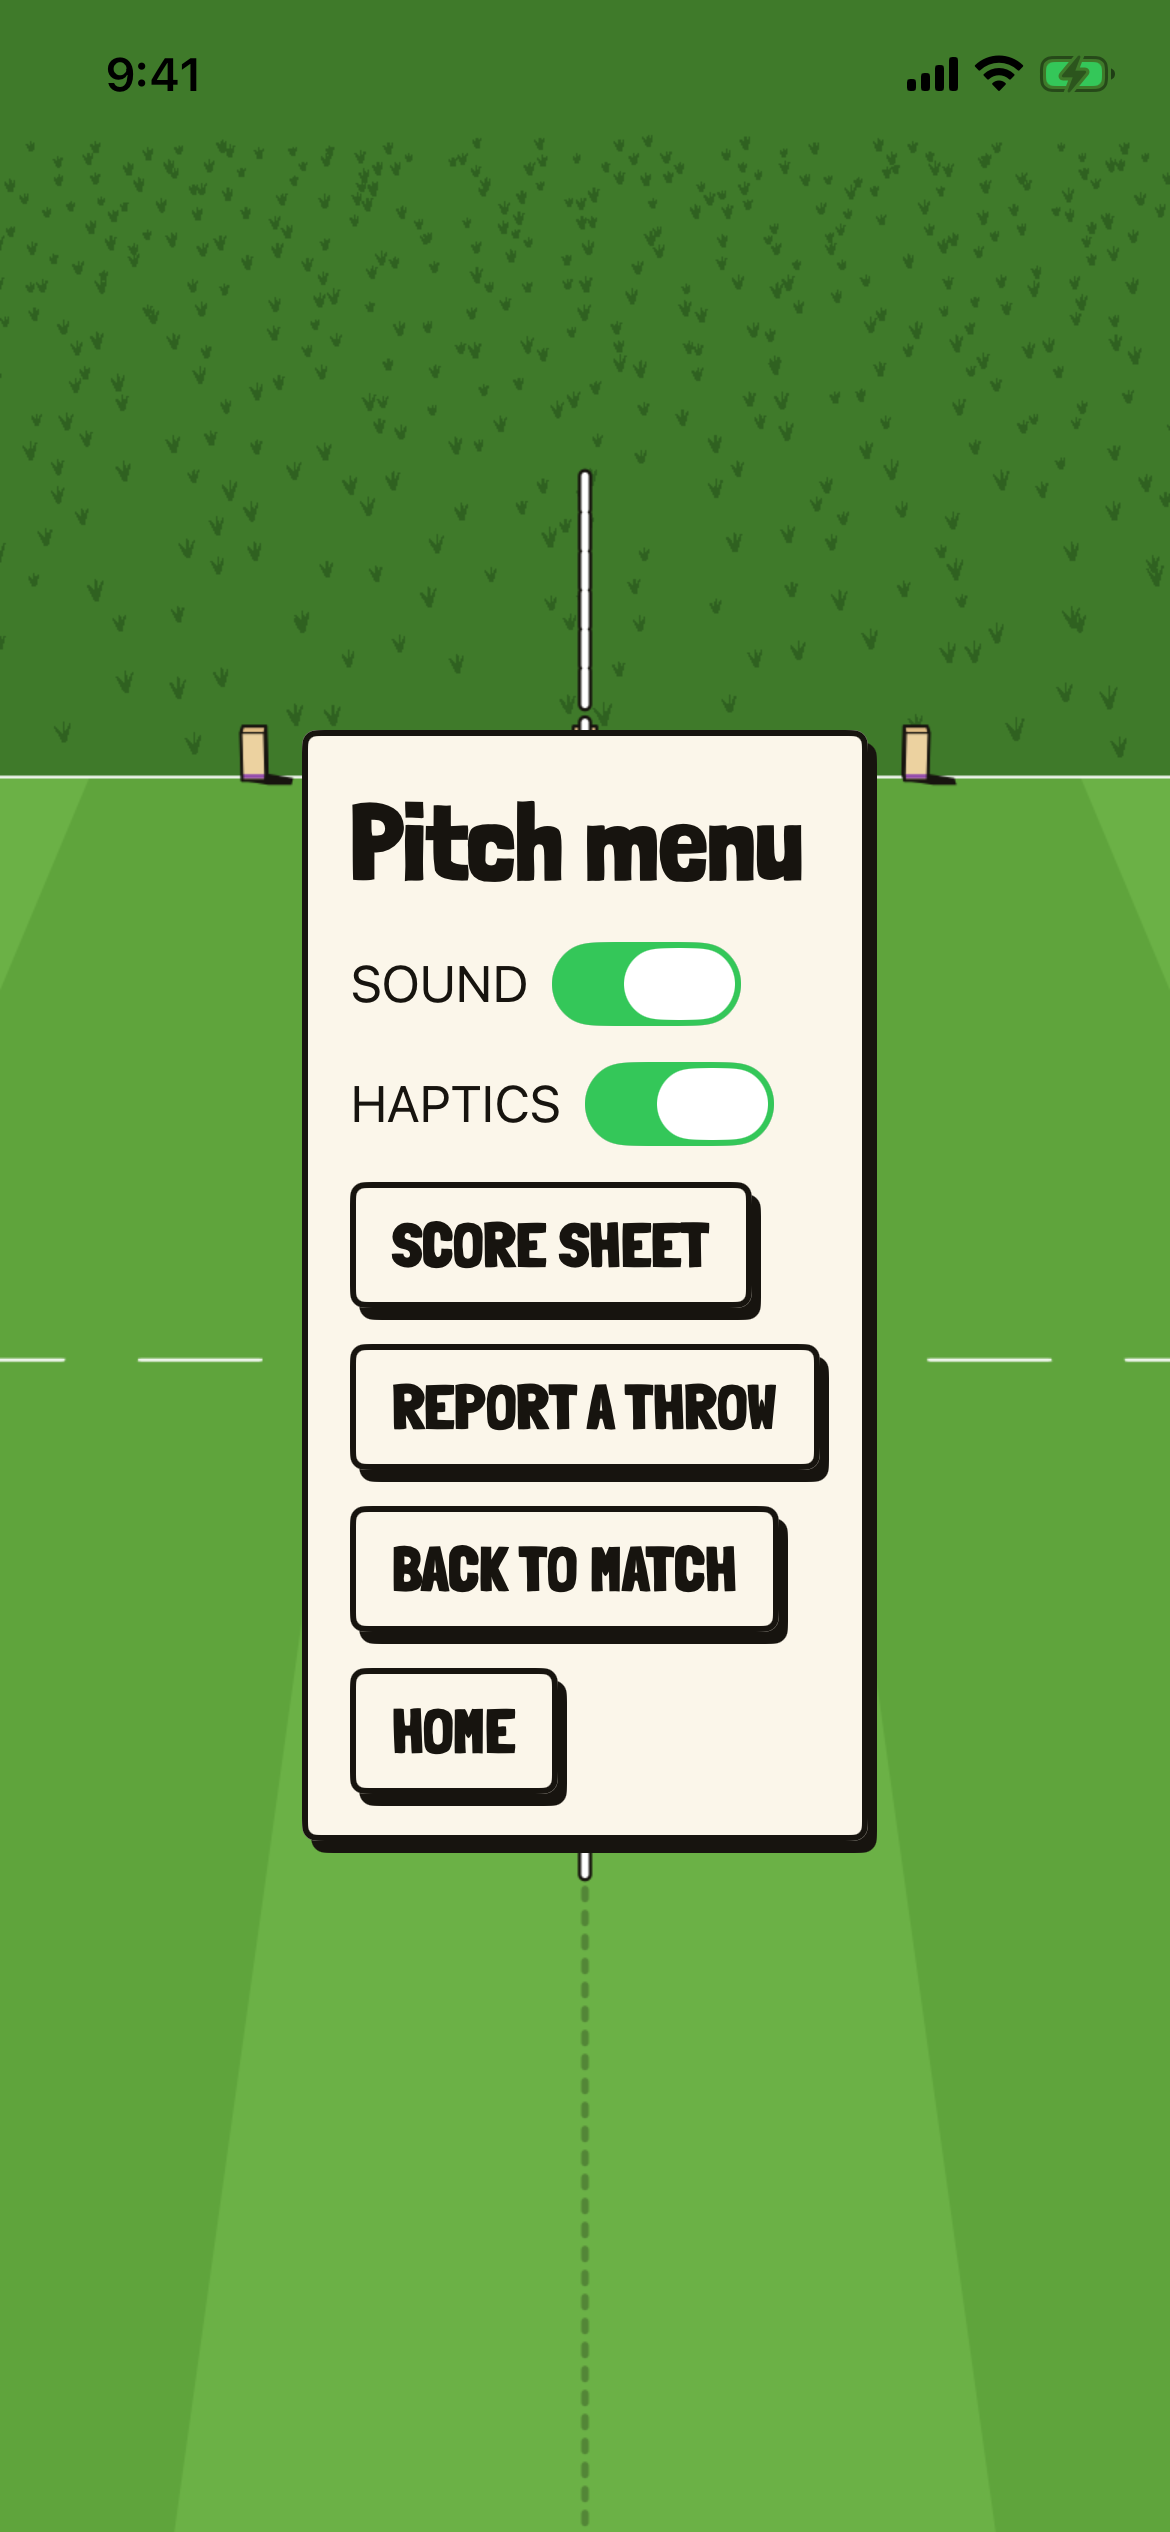 9:41
Pitch menu
SOUND
HAPTICS
SCORE SHEET
REPORT A THROW
BACK TO MATCH
HOME